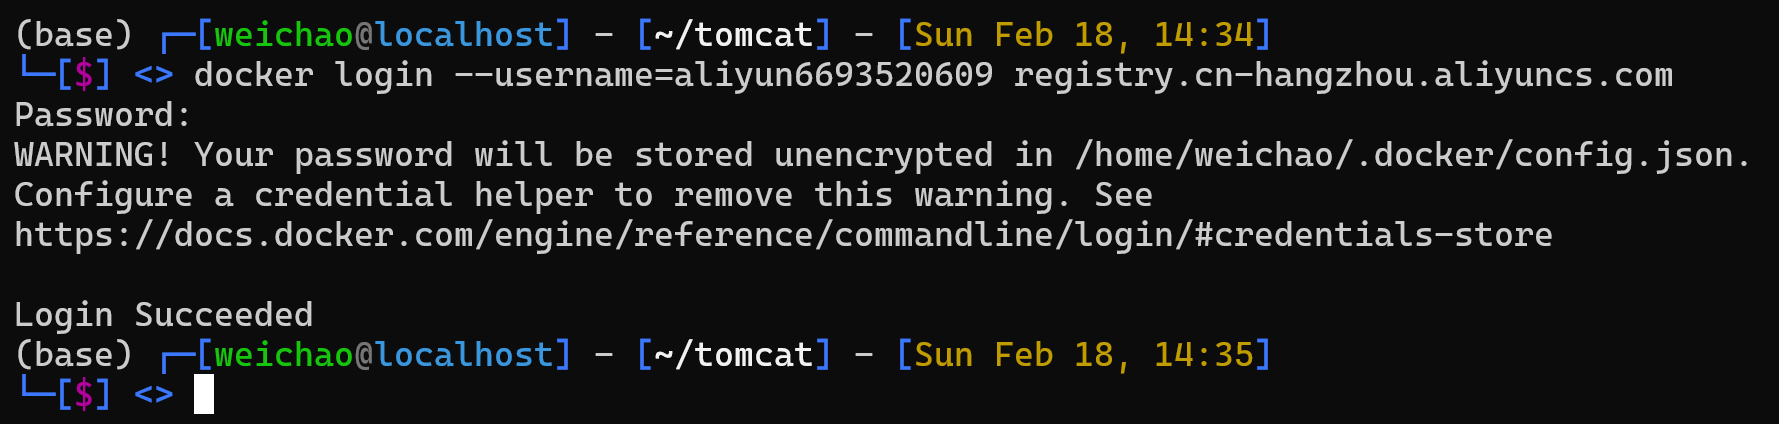 (base) ┌─[weichao@localhost] - [~/tomcat] - [Sun Feb 18, 14:34]
└─[$] <> docker login --username=aliyun6693520609 registry.cn-hangzhou.aliyuncs.com
Password:
WARNING! Your password will be stored unencrypted in /home/weichao/.docker/config.json.
Configure a credential helper to remove this warning. See
https://docs.docker.com/engine/reference/commandline/login/#credentials-store

Login Succeeded
(base) ┌─[weichao@localhost] - [~/tomcat] - [Sun Feb 18, 14:35]
└─[$] <>